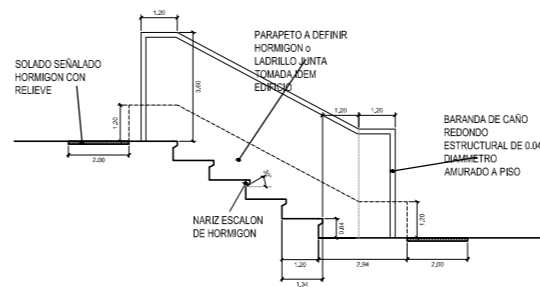 1,20
PARAPETO A DEFINIR
HORMIGON o
LADRILLO JUNTA
TOMADA IDEM
EDIFICIO
SOLADO SEÑALADO
HORMIGON CON
RELIEVE
3,60
1,20
1,20
1,20
2,00
BARANDA DE CAÑO
REDONDO
ESTRUCTURAL DE 0.04
DIAMMETRO
AMURADO A PISO
NARIZ ESCALON
DE HORMIGON
0,84
1,20
1,20
2,94
2,00
1,34